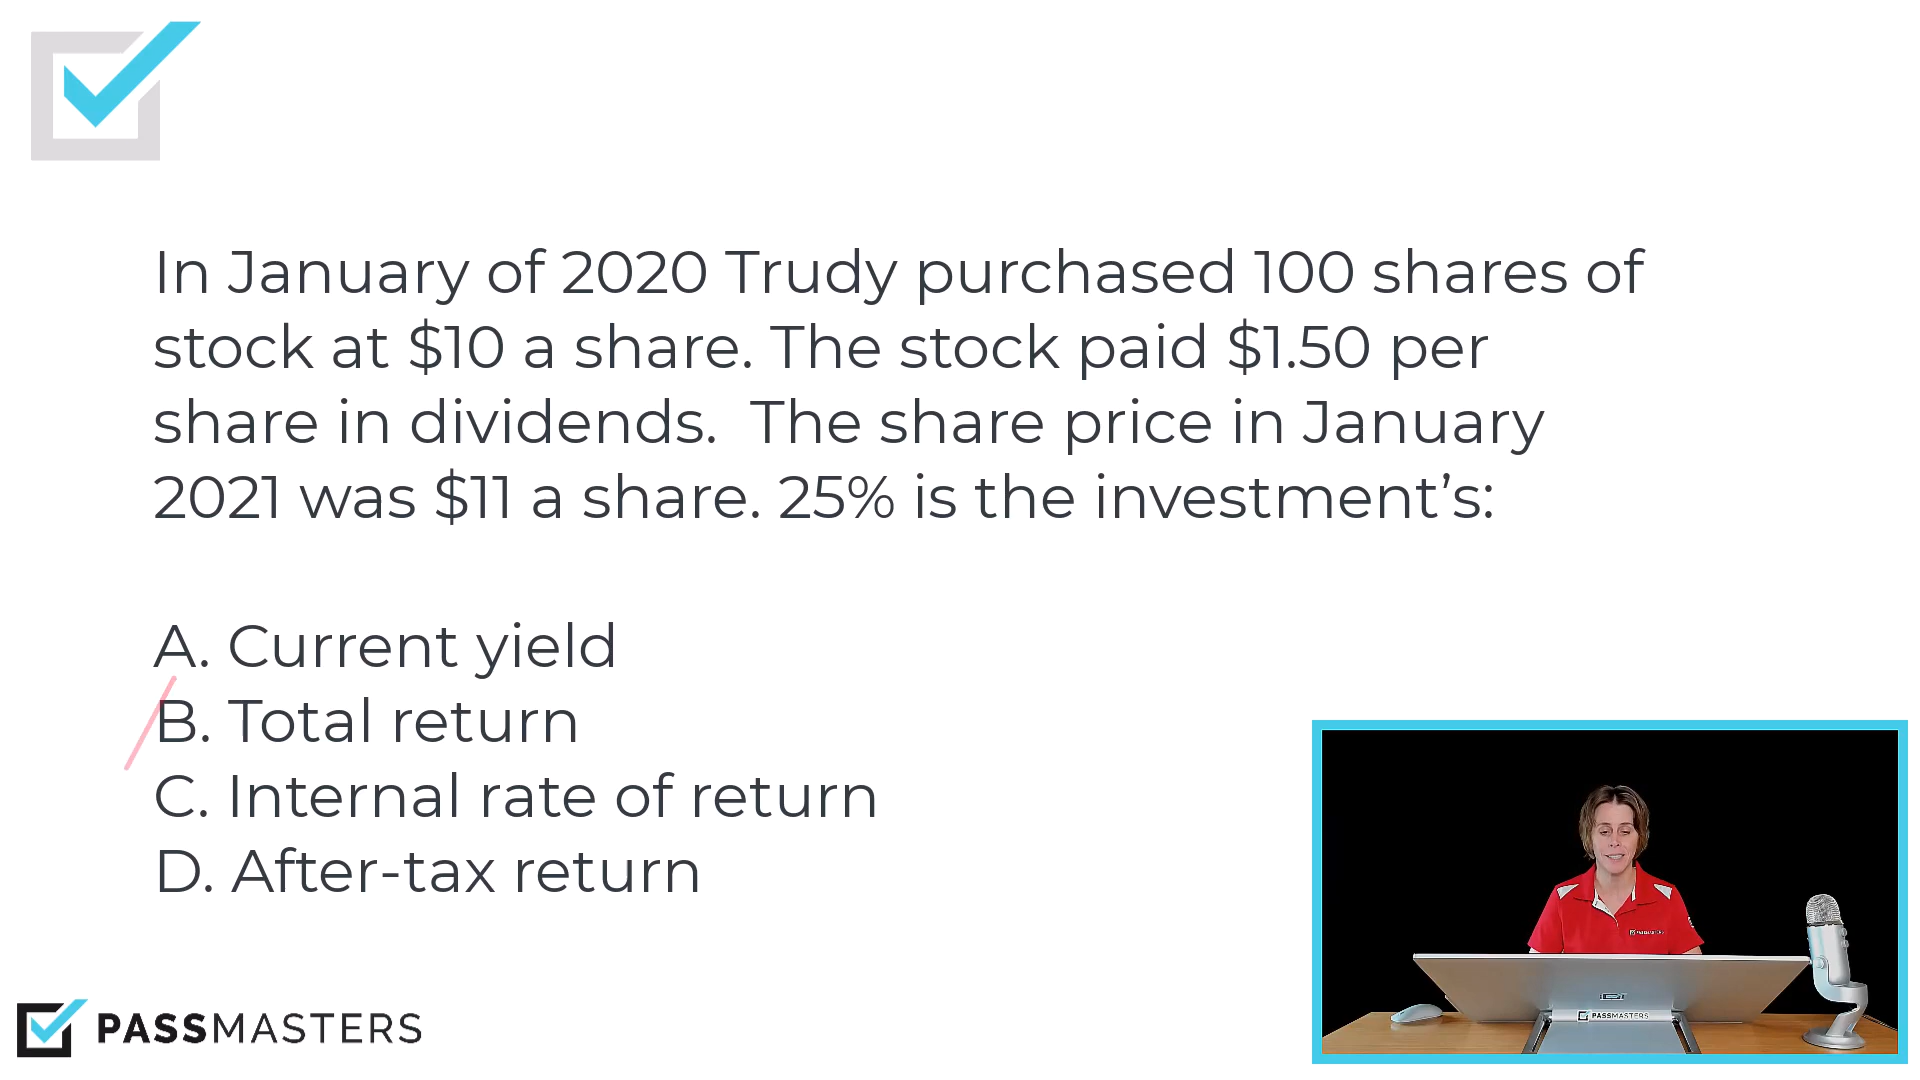 In January of 2020 Trudy purchased 100 shares of
stock at $10 a share. The stock paid $1.50 per
share in dividends.  The share price in January
2021 was $11 a share. 25% is the investment’s:
A. Current yield
B. Total return
C. Internal rate of return
D. After-tax return
PASSMASTERS
PASSMASTERS
PASSMASTERS